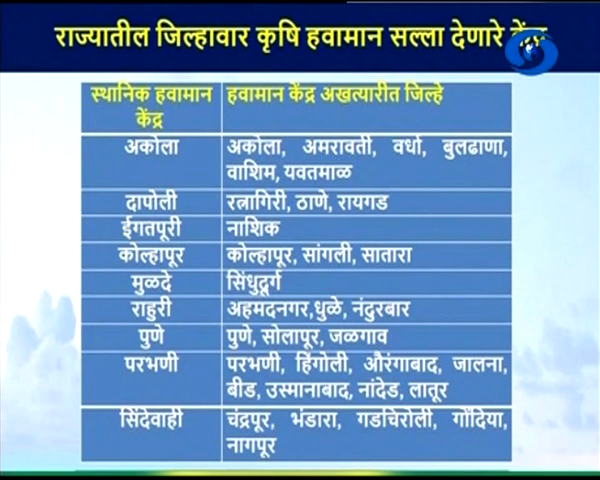 राज्यातील जिल्हावार कृषि हवामान सल्ला देणारे केंद्र
स्थानिक हवामान केंद्र
हवामान केंद्र अखत्यारीत जिल्हे
अकोला
अकोला, अमरावती, वर्धा, बुलढाणा,
वाशिम, यवतमाळ
दापोली
रत्नागिरी, ठाणे, रायगड
ईगतपूरी
नाशिक
कोल्हापूर
कोल्हापूर, सांगली, सातारा
मुळदे
सिंधुदूर्ग
राहुरी
अहमदनगर,धुळे, नंदुरबार
पुणे
पुणे, सोलापूर, जळगाव
परभणी
परभणी, हिंगोली, औरंगाबाद, जालना,
बीड, उस्मानाबाद, नांदेड, लातूर
सिंदेवाही
चंद्रपूर, भंडारा, गडचिरोली, गोंदिया,
नागपूर